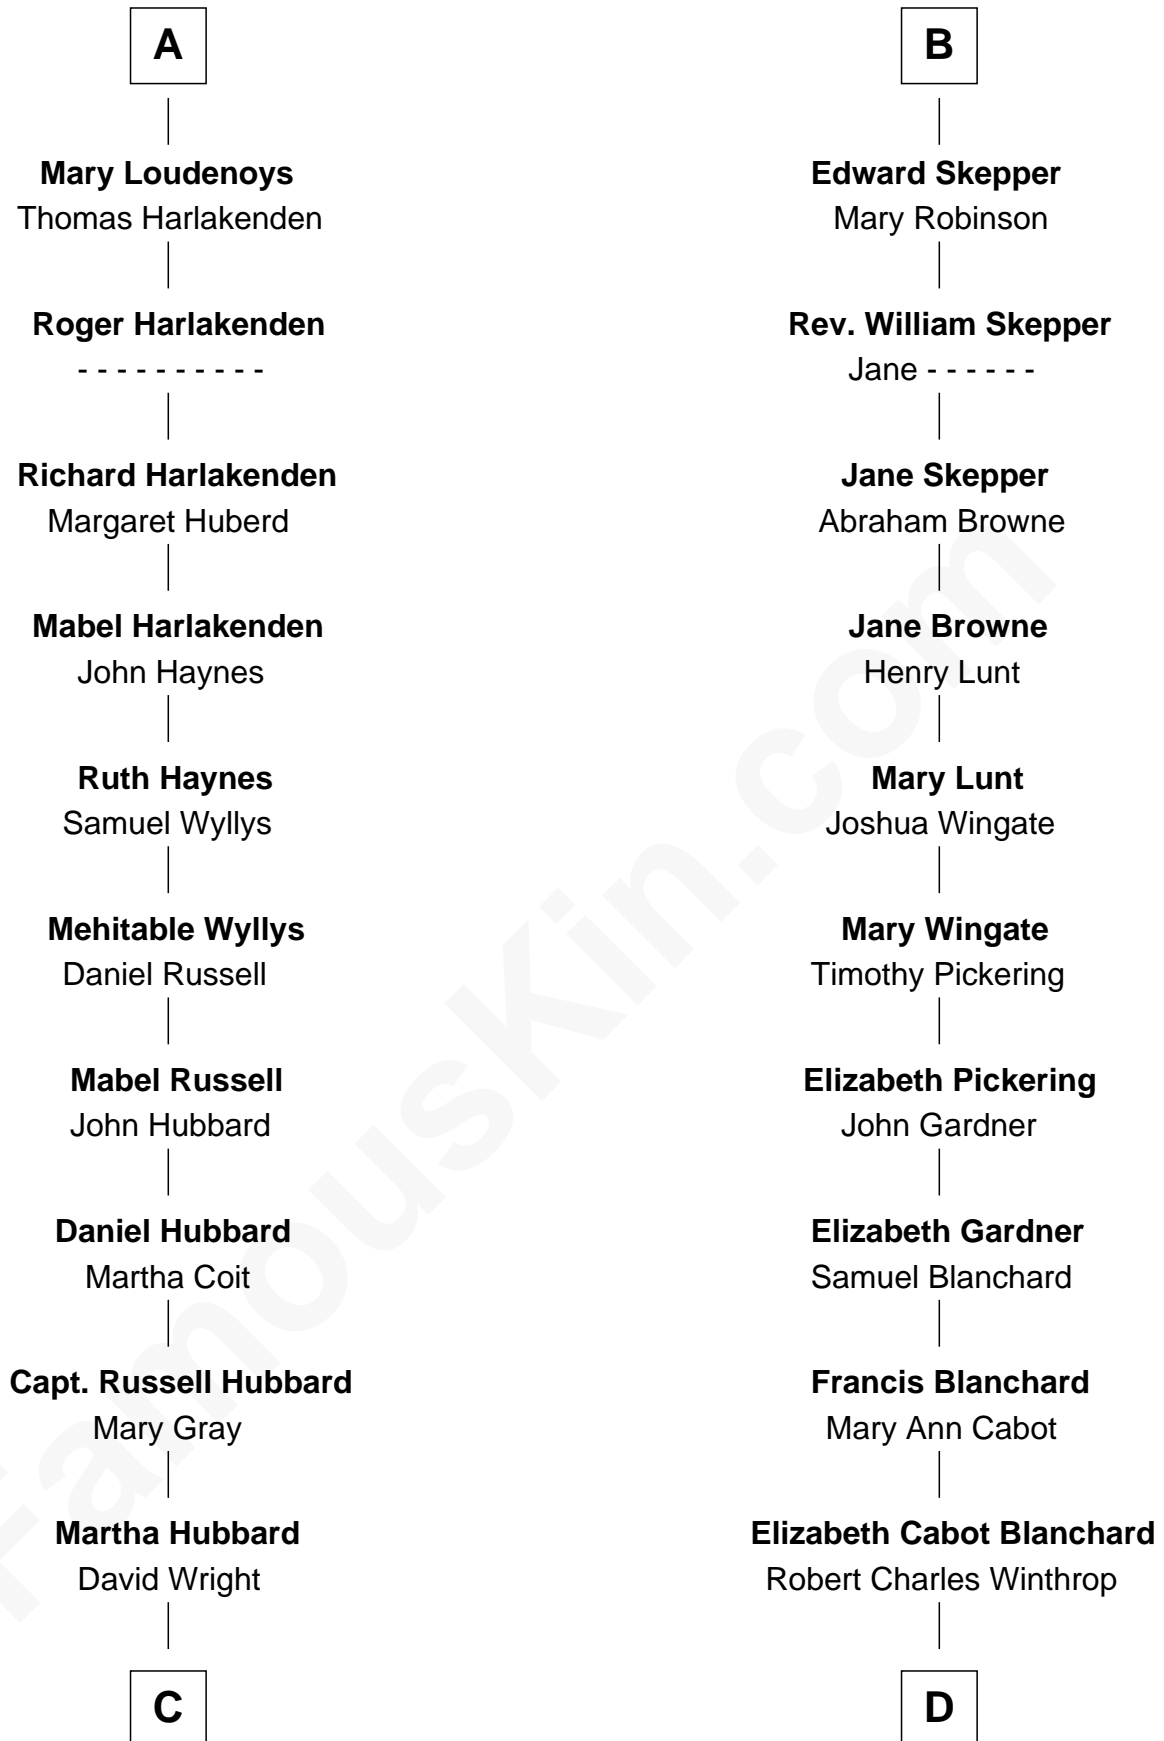 A
Mary Loudenoys
Thomas Harlakenden
Roger Harlakenden
- - - - - - - - - -
Richard Harlakenden
Margaret Huberd
Mabel Harlakenden
John Haynes
Ruth Haynes
Samuel Wyllys
Mehitable Wyllys
Daniel Russell
Mabel Russell
John Hubbard
Daniel Hubbard
Martha Coit
Capt. Russell Hubbard
Mary Gray
Martha Hubbard
David Wright
C
B
Edward Skepper
Mary Robinson
Rev. William Skepper
Jane - - - - - -
Jane Skepper
Abraham Browne
Jane Browne
Henry Lunt
Mary Lunt
Joshua Wingate
Mary Wingate
Timothy Pickering
Elizabeth Pickering
John Gardner
Elizabeth Gardner
Samuel Blanchard
Francis Blanchard
Mary Ann Cabot
Elizabeth Cabot Blanchard
Robert Charles Winthrop
D
FamousKin.com